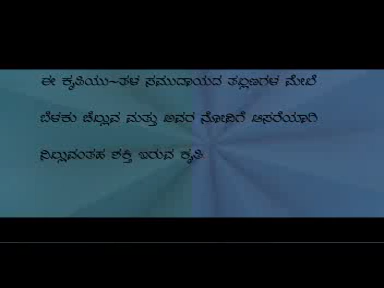 ಈ ಕೃತಿಯು-ತಳ ಸಮುದಾಯದ ತಲ್ಲಣಗಳ ಮೇಲೆ
ಬೆಳಕು ಚೆಲ್ಲುವ ಮತ್ತು ಅವರ ನೋವಿಗೆ ಆಸರೆಯಾಗಿ
ನಿಲ್ಲುವಂತಹ ಶಕ್ತಿ ಇರುವ ಕೃತಿ